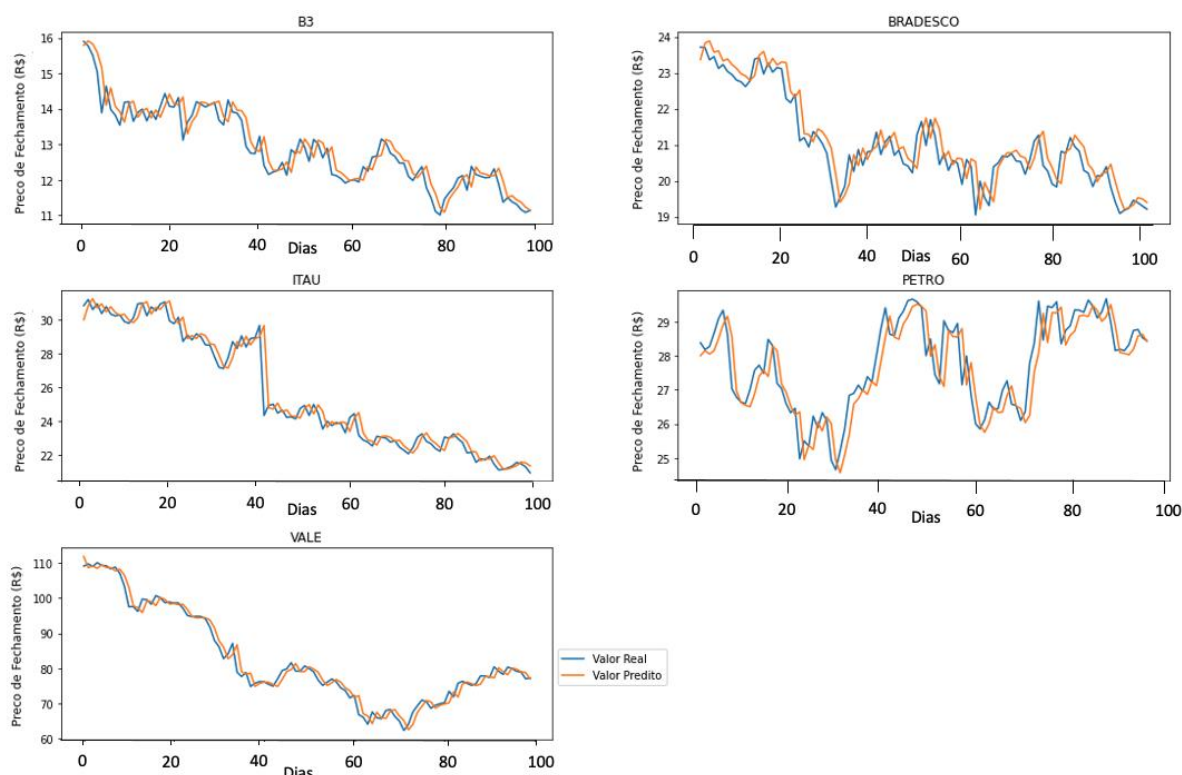 B3
Preco de Fechamento (R$)
16
15
14
13
12
11
0 20 40 60 80 100
Dias
BRADESCO
Preco de Fechamento (R$)
24
23
22
21
20
19
0 20 40 60 80 100
Dias
ITAU
Preco de Fechamento (R$)
30
28
26
24
22
0 20 40 60 80 100
Dias
PETRO
Preco de Fechamento (R$)
29
28
27
26
25
0 20 40 60 80 100
Dias
VALE
Preco de Fechamento (R$)
110
100
90
80
70
60
0 20 40 60 80 100
Dias
Valor Real
Valor Predito